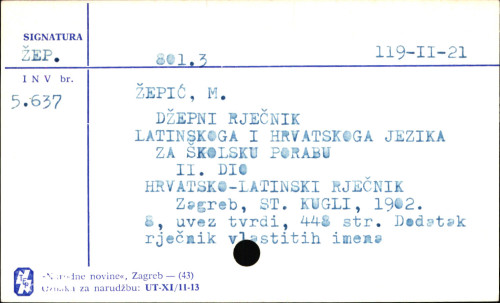 SIGNATURA
ŽEP. 801.3 119-II-21
INV br.
5.637
ŽEPIĆ, M.
DŽEPNI RJEČNIK
LATINSKOGA I HRVATSKOGA JEZIKA
ZA ŠKOLSKU PORABU
II. DIO
HRVATSKO-LATINSKI RJEČNIK
Zagreb, ST. KUGLI, 1902.
8, uvez tvrdi, 448 str. Dodatak
rječnik vlastitih imena
»Narodne novine«, Zagreb — (43)
Oznaka za narudžbu: UT-XI/11-13